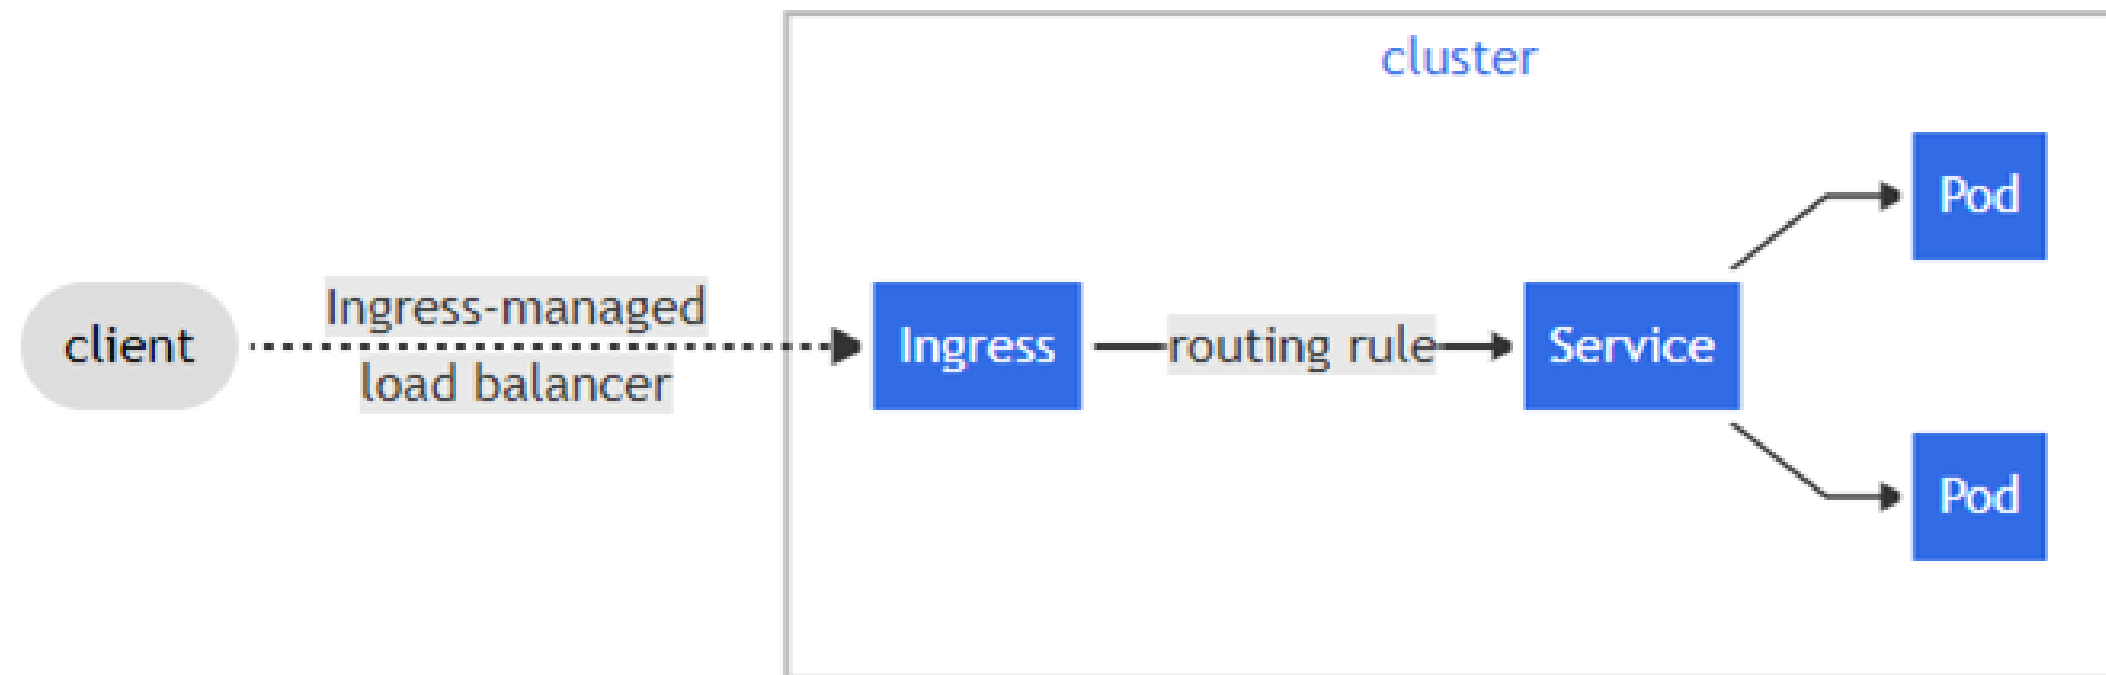 cluster
client
Ingress-managed
load balancer
Ingress
routing rule
Service
Pod
Pod